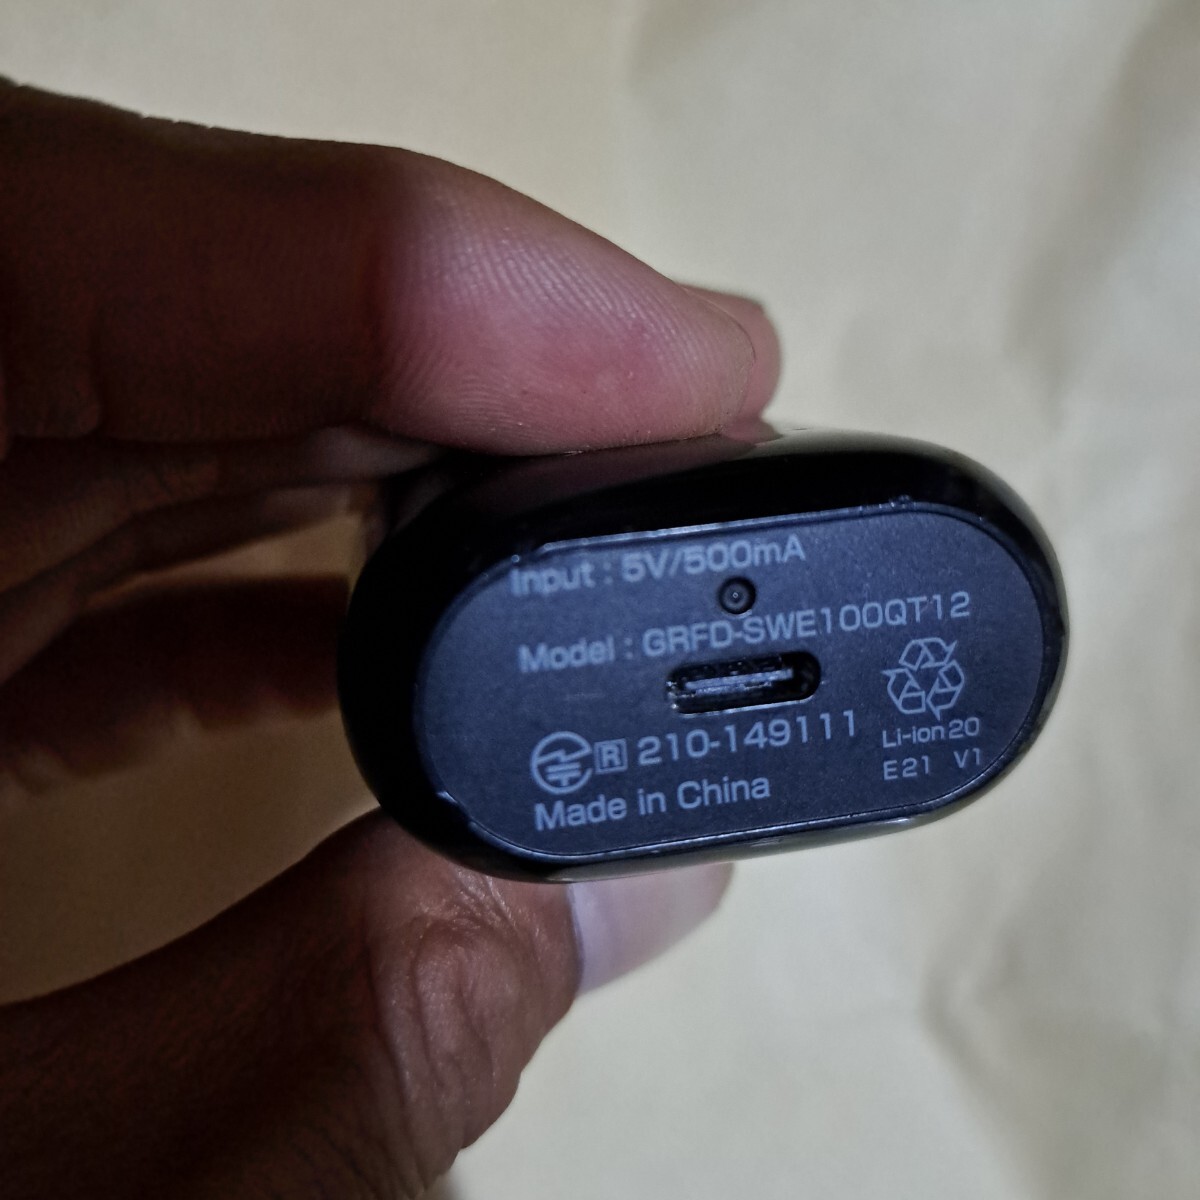 Input : 5V/500mA
Model : GRFD-SWE100QT12
R 210-149111
Made in China
Li-ion20
E21 V1